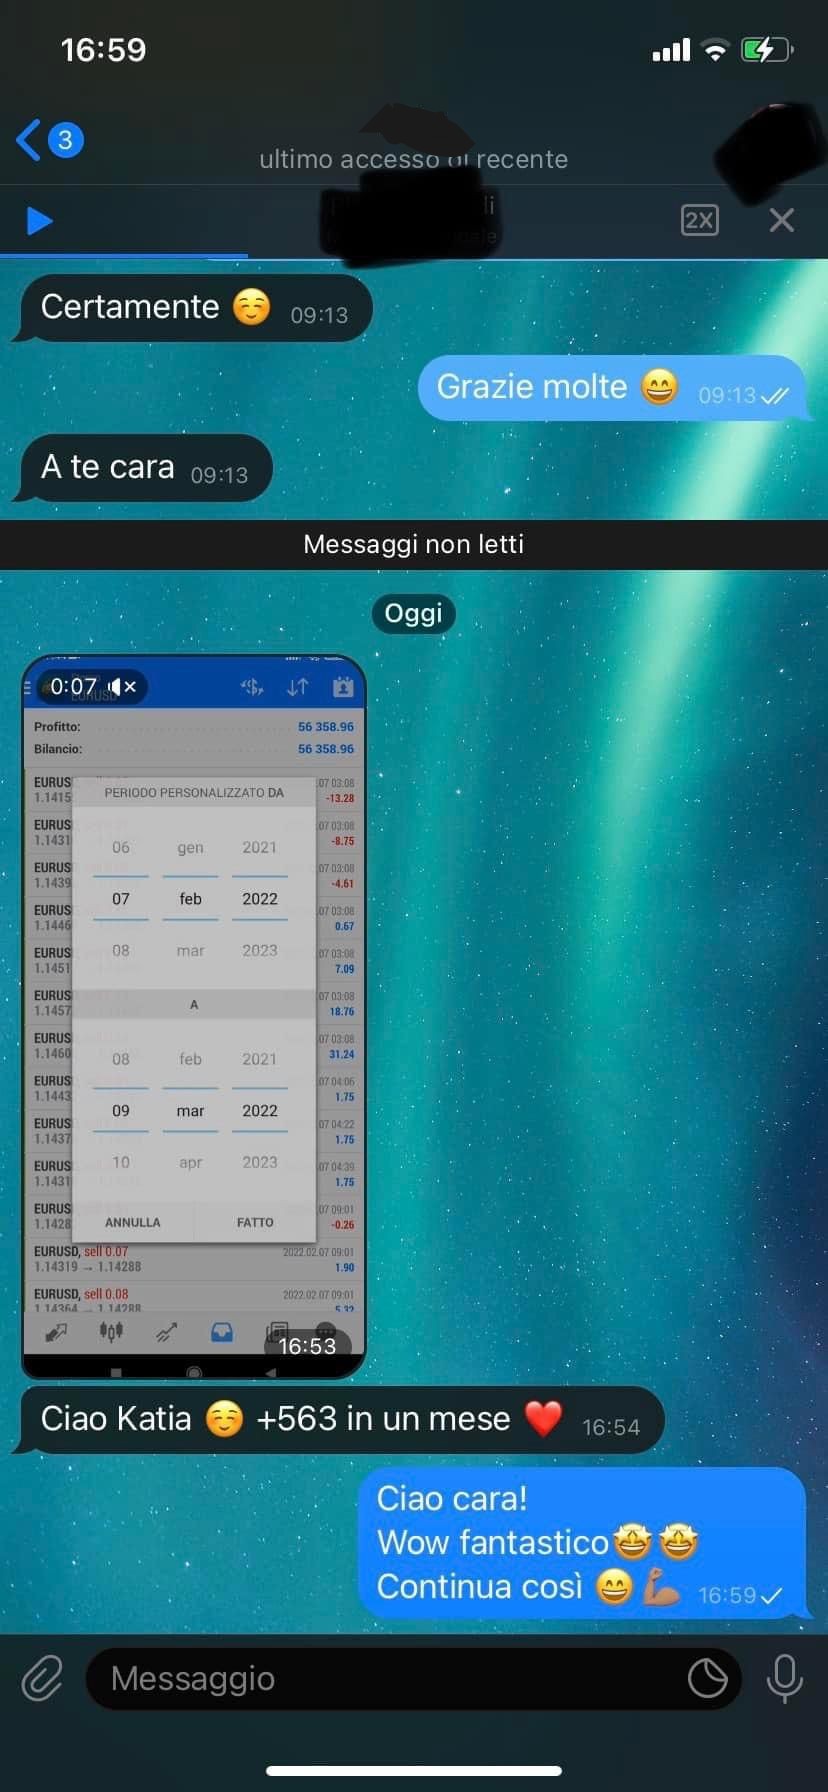 16:59
3
ultimo accesso di recente
2X
Certamente ☺️ 09:13
Grazie molte 😄 09:13
A te cara 09:13
Messaggi non letti
Oggi
0:07
EURUSD
Profitto: 56 358.96
Bilancio: 56 358.96
PERIODO PERSONALIZZATO DA
06 gen 2021
07 feb 2022
08 mar 2023
A
08 feb 2021
09 mar 2022
10 apr 2023
ANNULLA FATTO
EURUS 07 03:08
1.1415 -13.28
EURUS 07 03:08
1.1431 -8.75
EURUS 07 03:08
1.1439 -4.61
EURUS 07 03:08
1.1446 0.67
EURUS 07 03:08
1.1451 7.09
EURUS 07 03:08
1.1457 18.76
EURUS 07 03:08
1.1460 31.24
EURUS 07 04:06
1.1443 1.75
EURUS 07 04:22
1.1437 1.75
EURUS 07 04:39
1.1431 1.75
EURUS 07 09:01
1.1428 -0.26
EURUSD, sell 0.07 2022.02.07 09:01
1.14319 → 1.14288 1.90
EURUSD, sell 0.08 2022.02.07 09:01
1.14364 → 1.14288 5.32
16:53
Ciao Katia ☺️ +563 in un mese ❤️ 16:54
Ciao cara!
Wow fantastico🤩🤩
Continua così 😄💪🏽 16:59
Messaggio